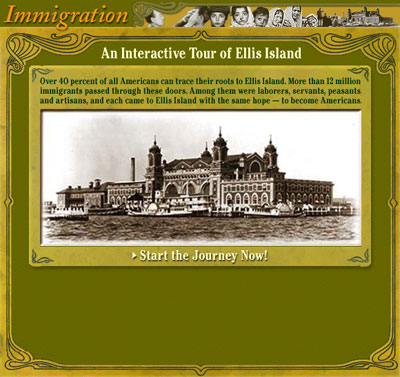 Immigration
An Interactive Tour of Ellis Island
Over 40 percent of all Americans can trace their roots to Ellis Island. More than 12 million
immigrants passed through these doors. Among them were laborers, servants, peasants
and artisans, and each came to Ellis Island with the same hope — to become Americans
Start the Journey Now!